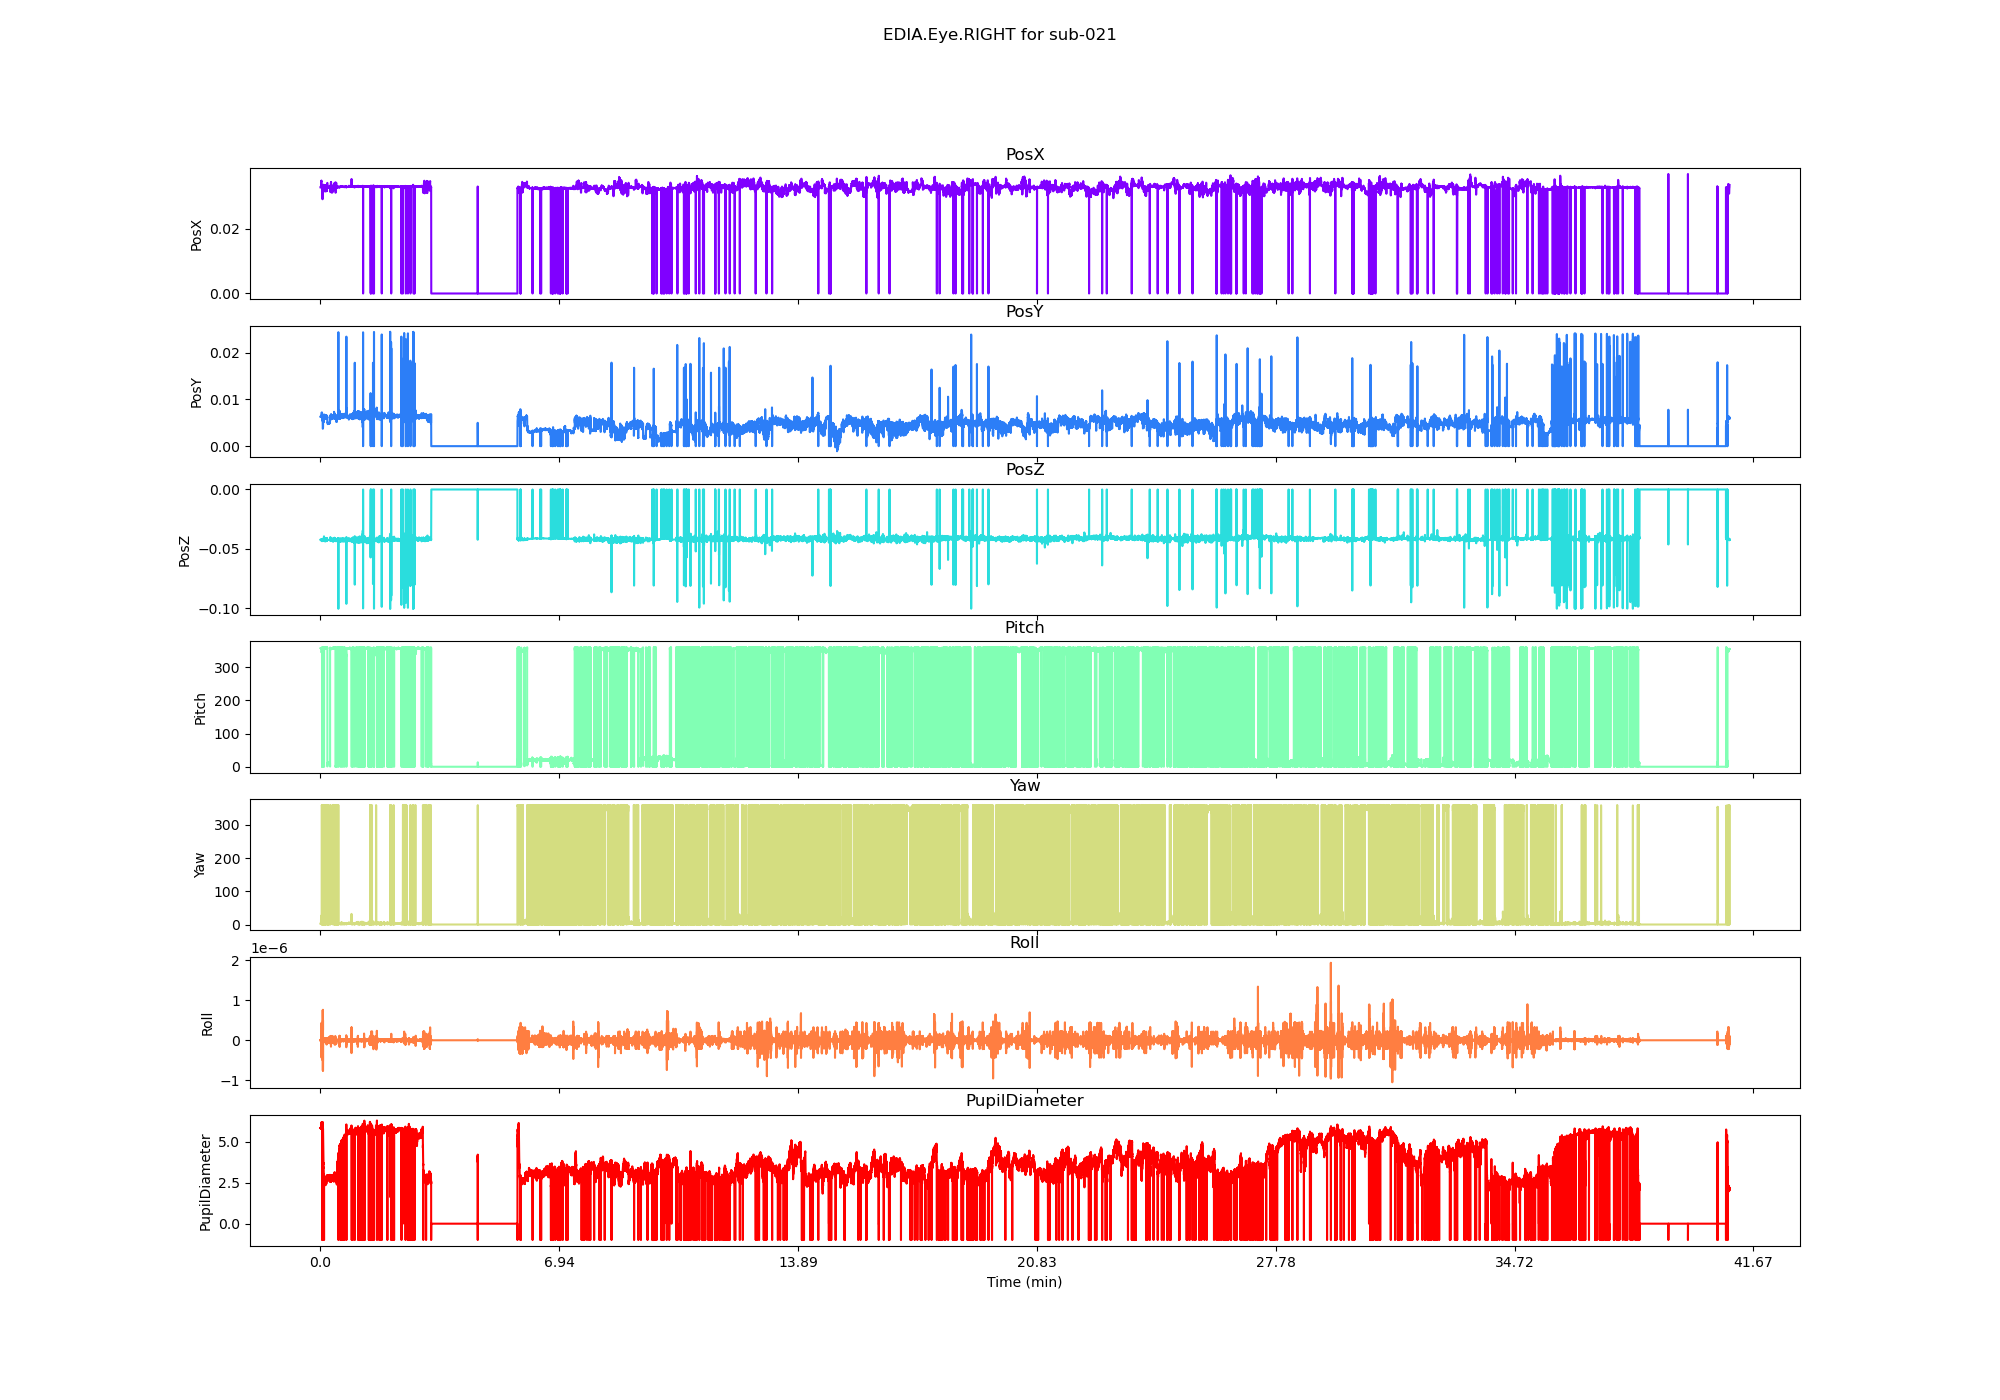 EDIA.Eye.RIGHT for sub-021
PosX
PosX
0.02
0.00
PosY
PosY
0.02
0.01
0.00
PosZ
PosZ
0.00
−0.05
−0.10
Pitch
Pitch
300
200
100
0
Yaw
Yaw
300
200
100
0
1e−6
Roll
Roll
2
1
0
−1
PupilDiameter
PupilDiameter
5.0
2.5
0.0
0.0 6.94 13.89 20.83 27.78 34.72 41.67
Time (min)